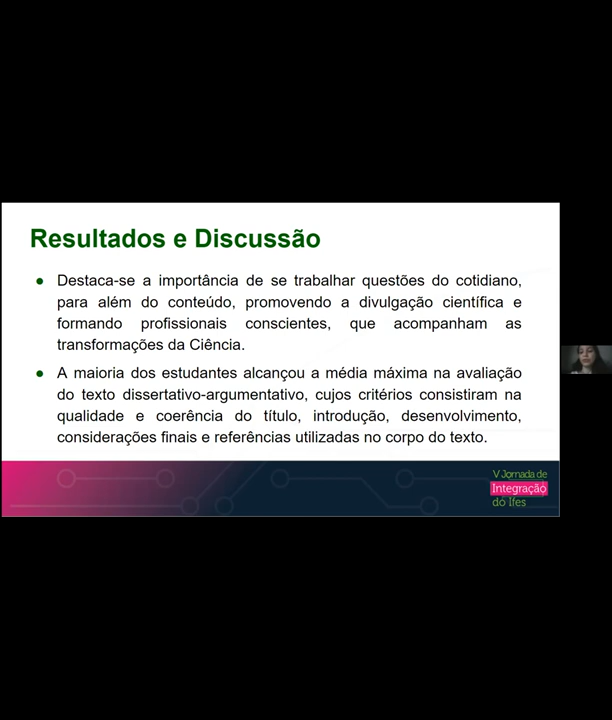 Resultados e Discussão
● Destaca-se a importância de se trabalhar questões do cotidiano,
para além do conteúdo, promovendo a divulgação científica e
formando profissionais conscientes, que acompanham as
transformações da Ciência.
● A maioria dos estudantes alcançou a média máxima na avaliação
do texto dissertativo-argumentativo, cujos critérios consistiram na
qualidade e coerência do título, introdução, desenvolvimento,
considerações finais e referências utilizadas no corpo do texto.
V Jornada de
Integração
do Ifes